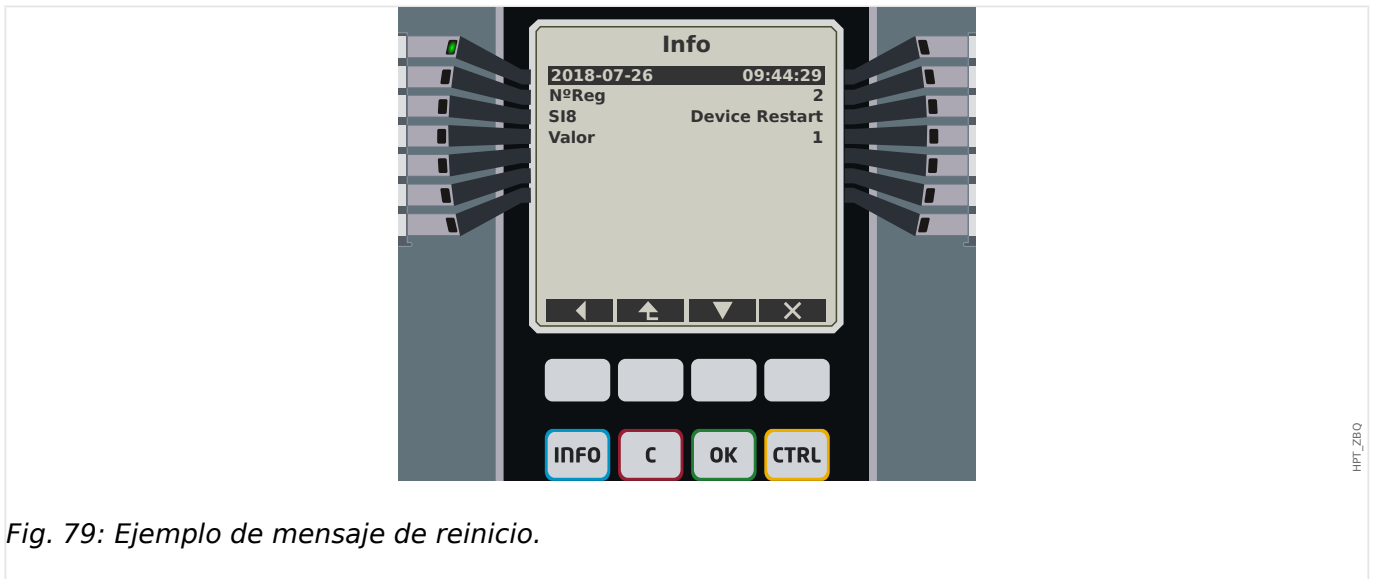 Info
2018-07-26 09:44:29
NºReg 2
SI8 Device Restart
Valor 1
INFO C OK CTRL
HPT_ZBQ
Fig. 79: Ejemplo de mensaje de reinicio.